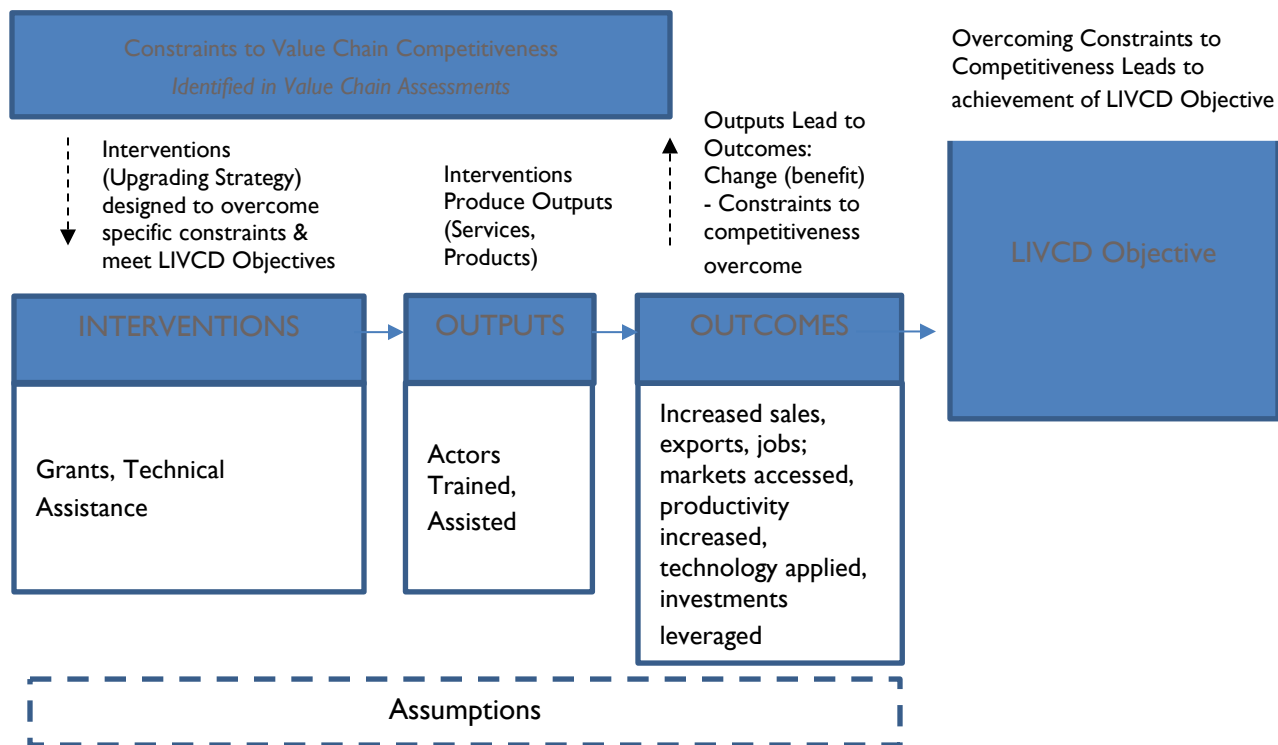 Constraints to Value Chain Competitiveness
Identified in Value Chain Assessments
Overcoming Constraints to
Competitiveness Leads to
achievement of LIVCD Objective
Interventions
(Upgrading Strategy)
designed to overcome
specific constraints &
meet LIVCD Objectives
Interventions
Produce Outputs
(Services,
Products)
Outputs Lead to
Outcomes:
Change (benefit)
- Constraints to
competitiveness
overcome
LIVCD Objective
INTERVENTIONS
OUTPUTS
OUTCOMES
Grants, Technical
Assistance
Actors
Trained,
Assisted
Increased sales,
exports, jobs;
markets accessed,
productivity
increased,
technology applied,
investments
leveraged
Assumptions